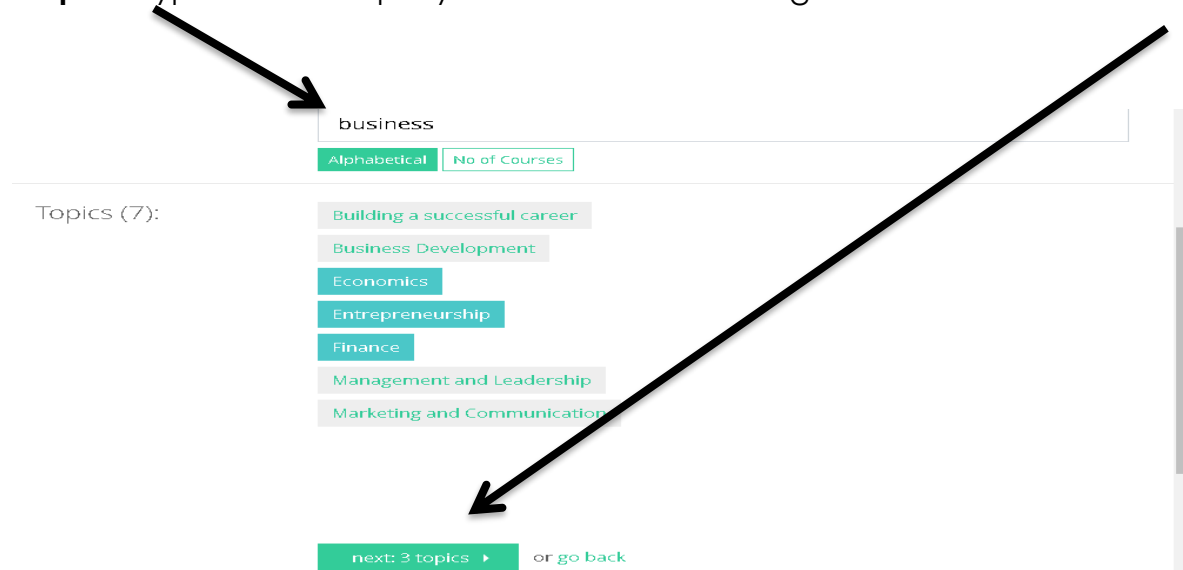 business
Alphabetical No of Courses
Topics (7):
Building a successful career
Business Development
Economics
Entrepreneurship
Finance
Management and Leadership
Marketing and Communication
next: 3 topics or go back